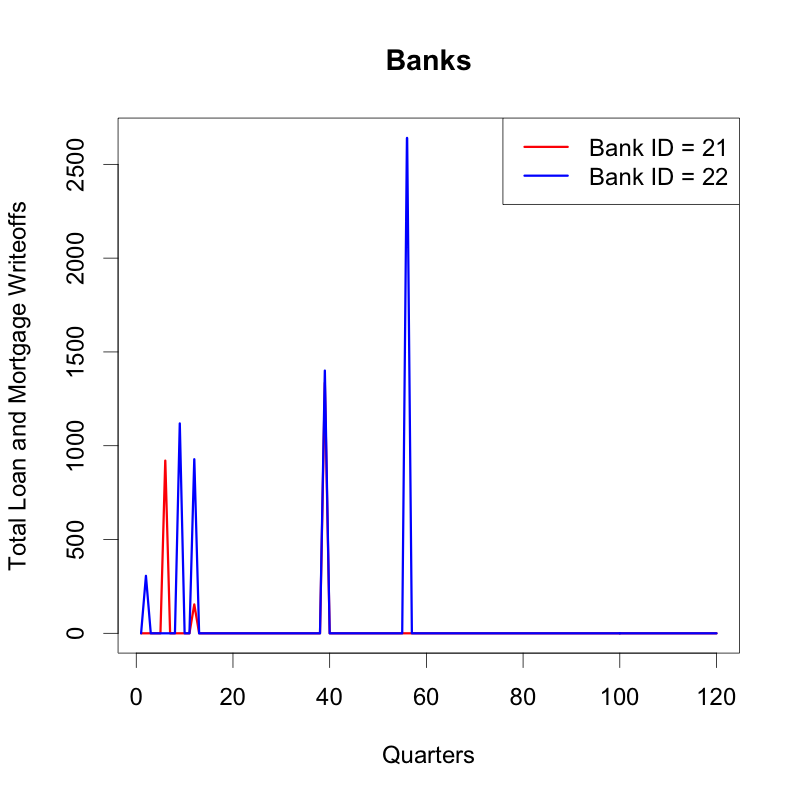 Banks
Bank ID = 21
Bank ID = 22
Total Loan and Mortgage Writeoffs
2500
2000
1500
1000
500
0
0 20 40 60 80 100 120
Quarters